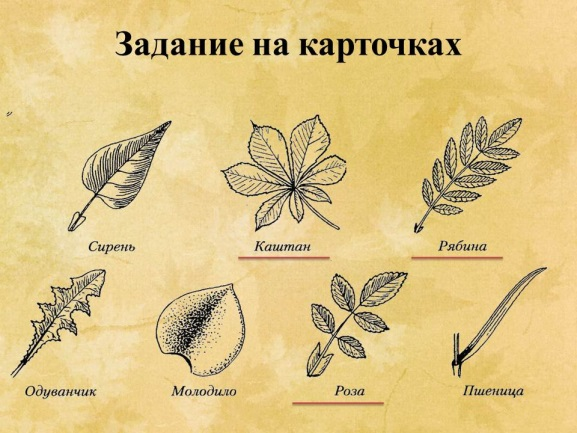 Задание на карточках
Сирень
Каштан
Рябина
Одуванчик
Молодило
Роза
Пшеница